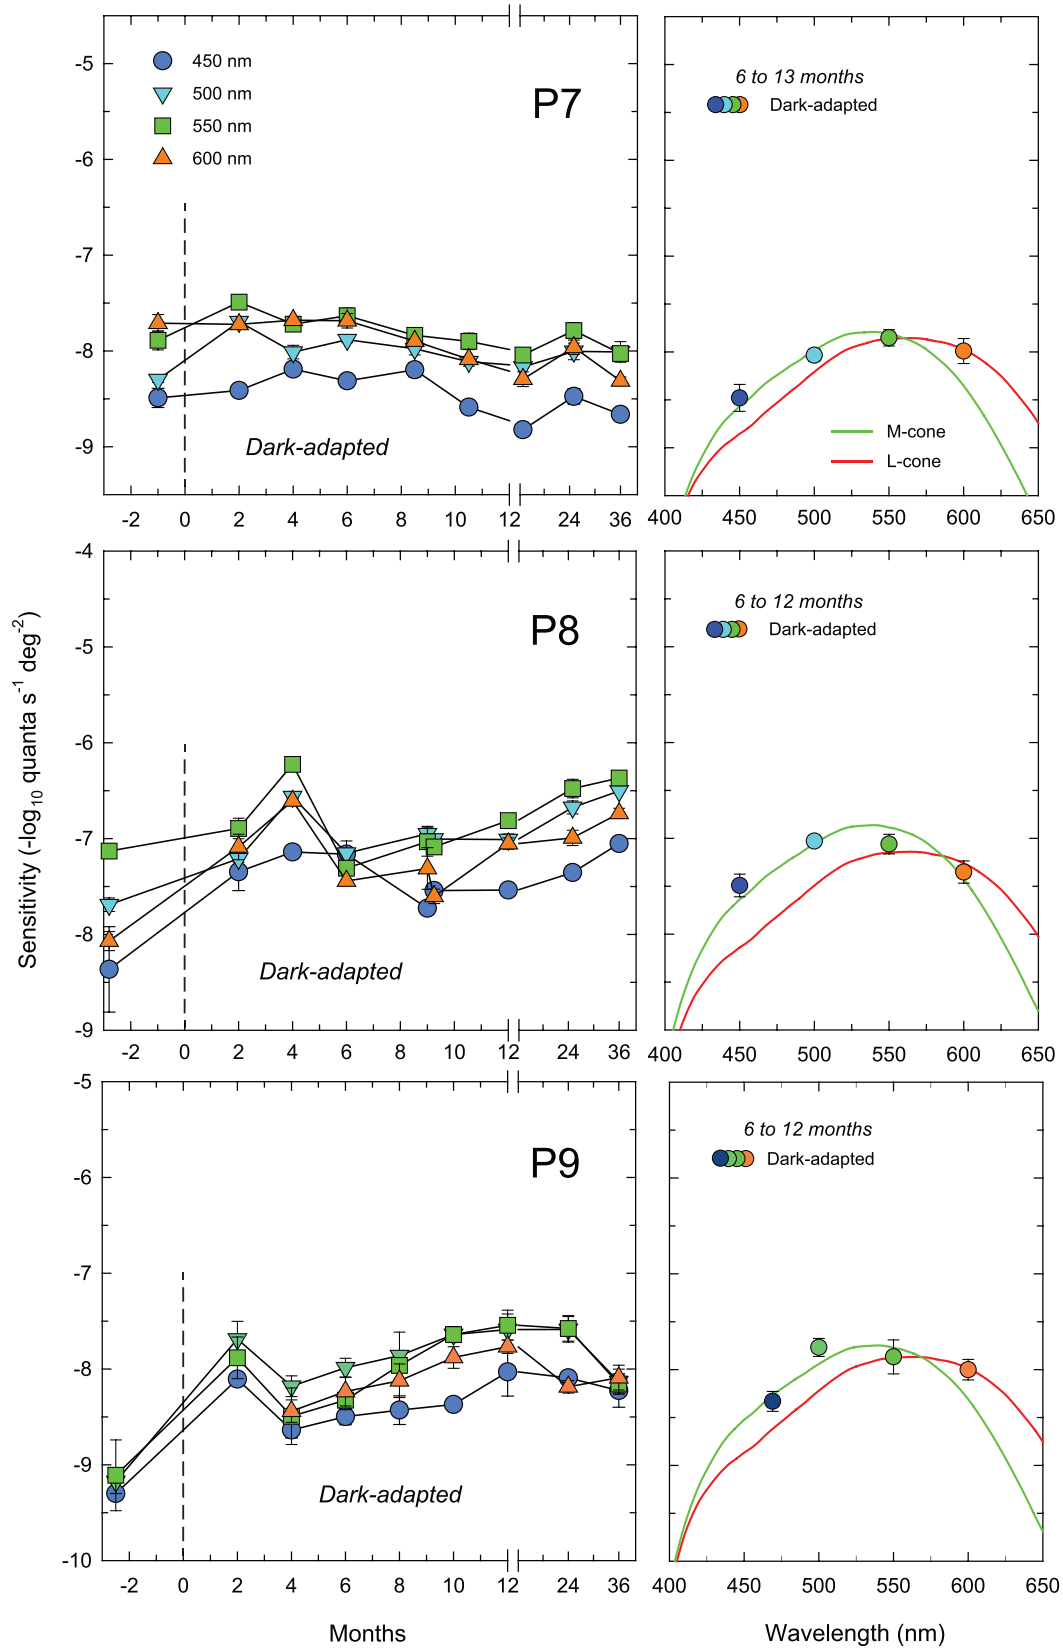 450 nm
500 nm
550 nm
600 nm
P7
Dark-adapted
-5
-6
-7
-8
-9
-2 0 2 4 6 8 10 12 24 36
6 to 13 months
Dark-adapted
M-cone
L-cone
400 450 500 550 600 650
Sensitivity (-log10 quanta s-1 deg-2)
P8
Dark-adapted
-4
-5
-6
-7
-8
-9
-2 0 2 4 6 8 10 12 24 36
6 to 12 months
Dark-adapted
400 450 500 550 600 650
P9
Dark-adapted
-5
-6
-7
-8
-9
-10
-2 0 2 4 6 8 10 12 24 36
Months
6 to 12 months
Dark-adapted
400 450 500 550 600 650
Wavelength (nm)